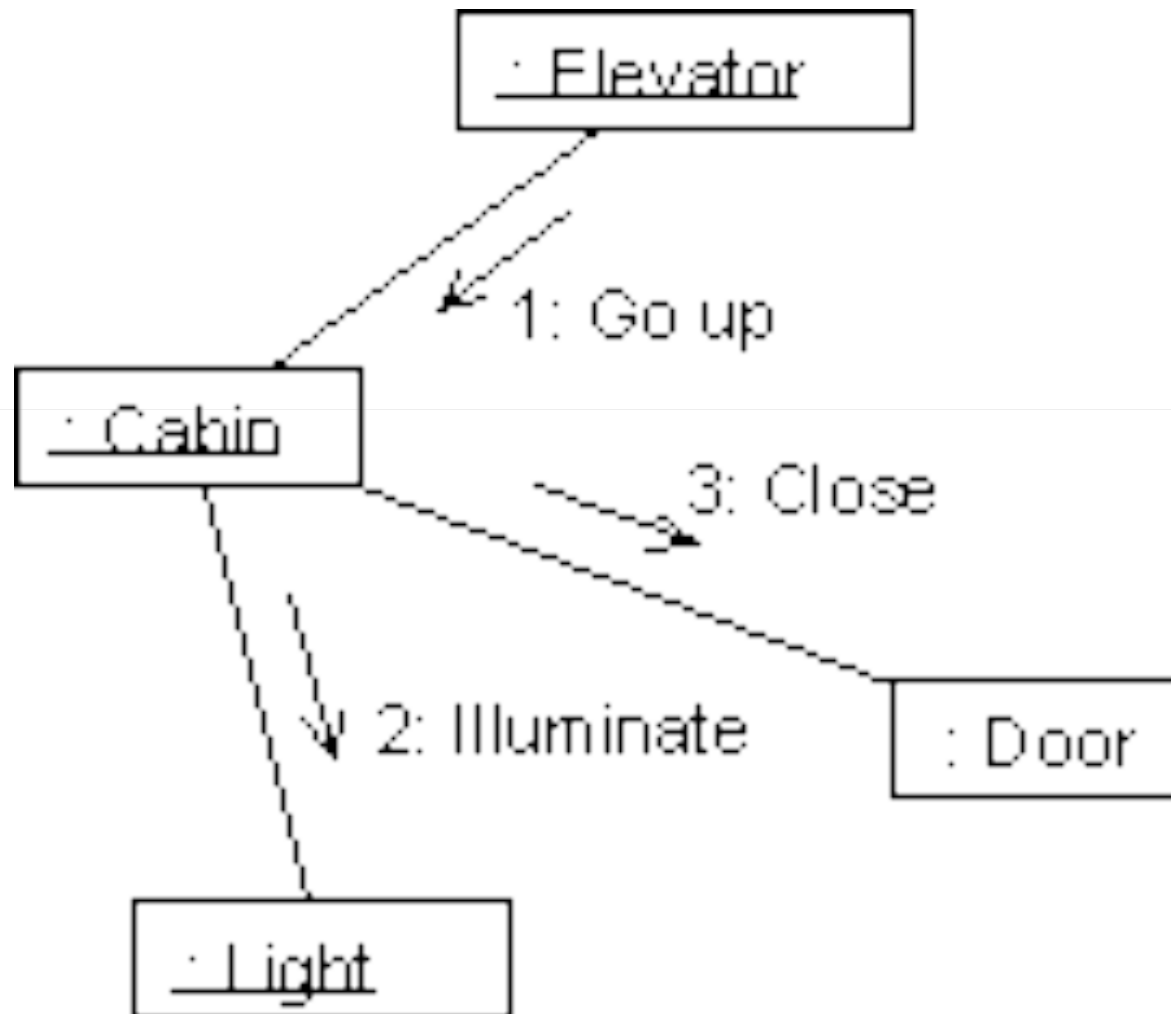 : Elevator
1: Go up
: Cabin
3: Close
2: Illuminate
: Door
: Light